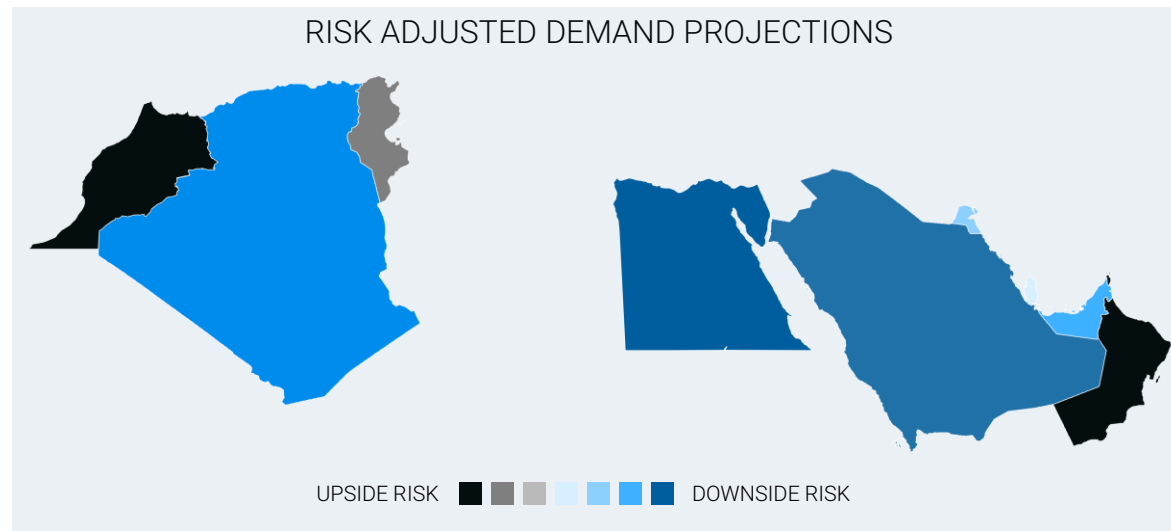 RISK ADJUSTED DEMAND PROJECTIONS
UPSIDE RISK DOWNSIDE RISK